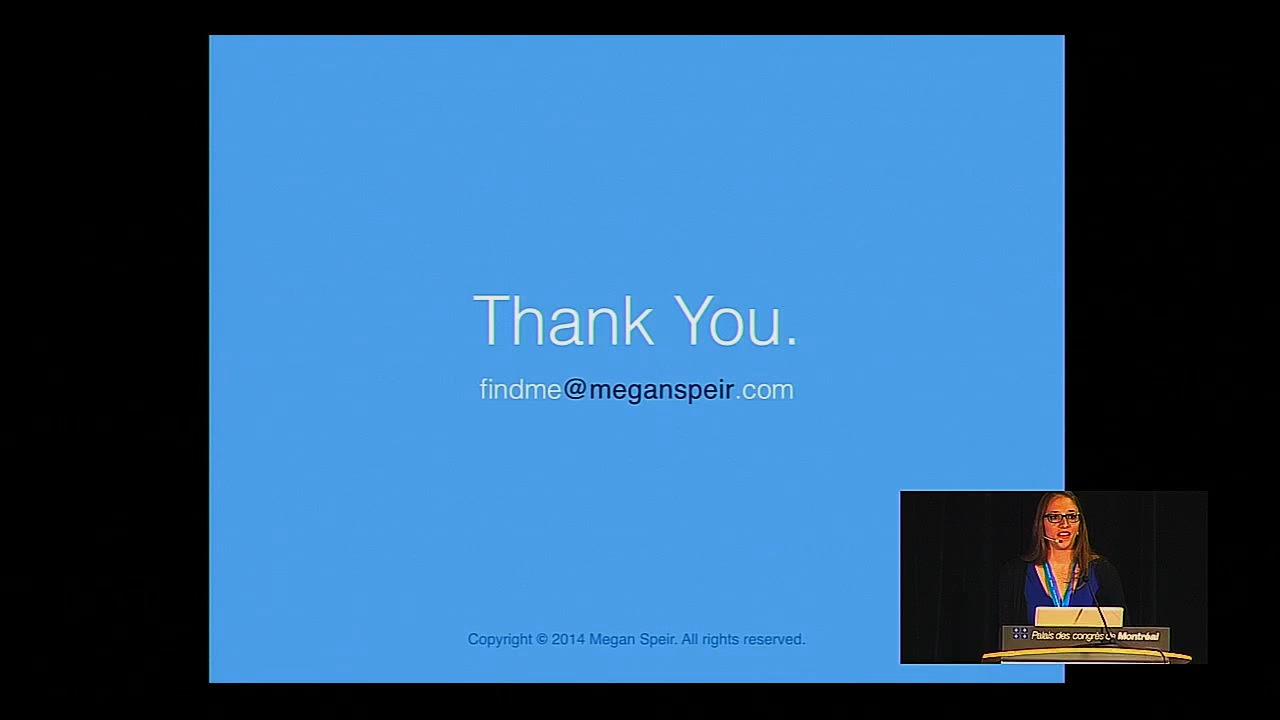 Thank You.
findme@meganspeir.com
Copyright © 2014 Megan Speir. All rights reserved.
Palais des congrès de Montréal